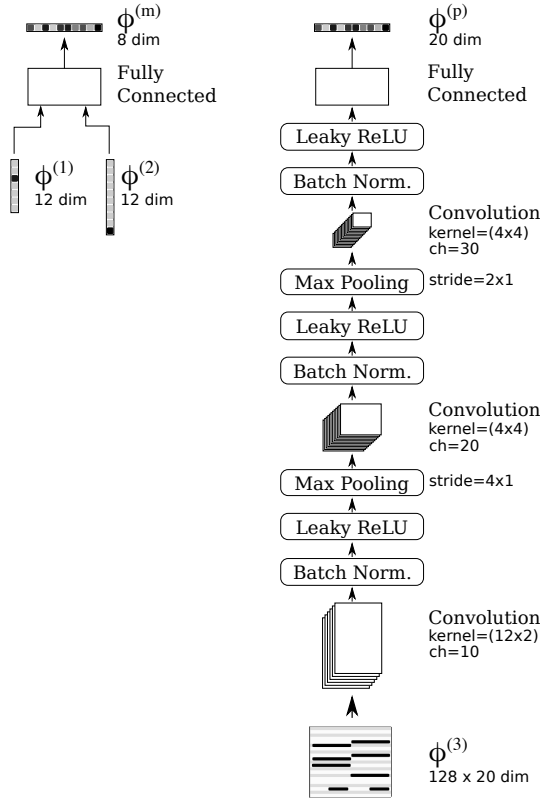 ϕ(m)
8 dim
Fully
Connected
ϕ(1)
12 dim
ϕ(2)
12 dim
ϕ(p)
20 dim
Fully
Connected
Leaky ReLU
Batch Norm.
Convolution
kernel=(4x4)
ch=30
Max Pooling
stride=2x1
Leaky ReLU
Batch Norm.
Convolution
kernel=(4x4)
ch=20
Max Pooling
stride=4x1
Leaky ReLU
Batch Norm.
Convolution
kernel=(12x2)
ch=10
ϕ(3)
128 x 20 dim